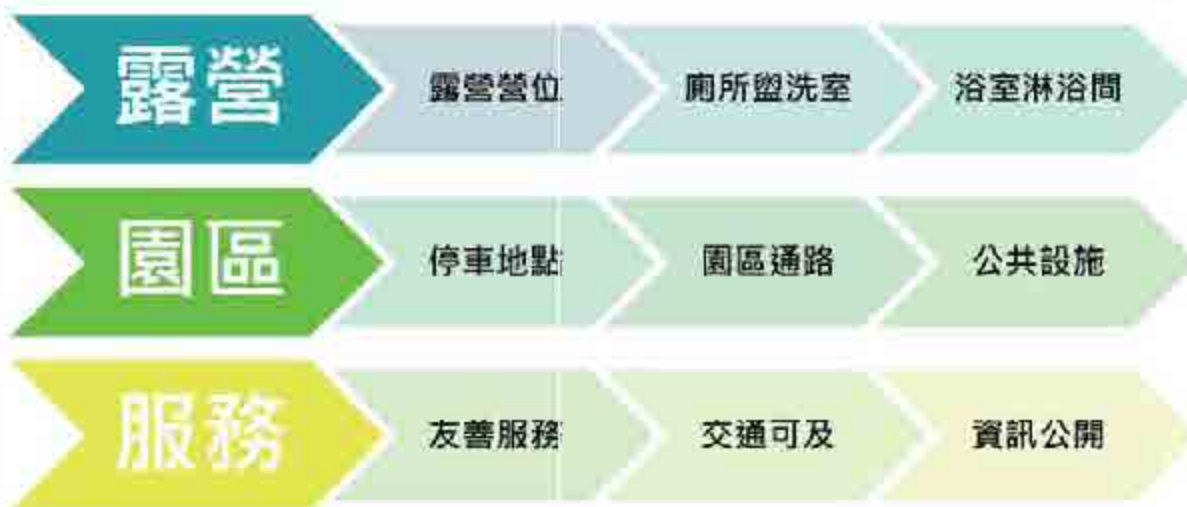 露營 露營營位 廁所盥洗室 浴室淋浴間
園區 停車地點 園區通路 公共設施
服務 友善服務 交通可及 資訊公開